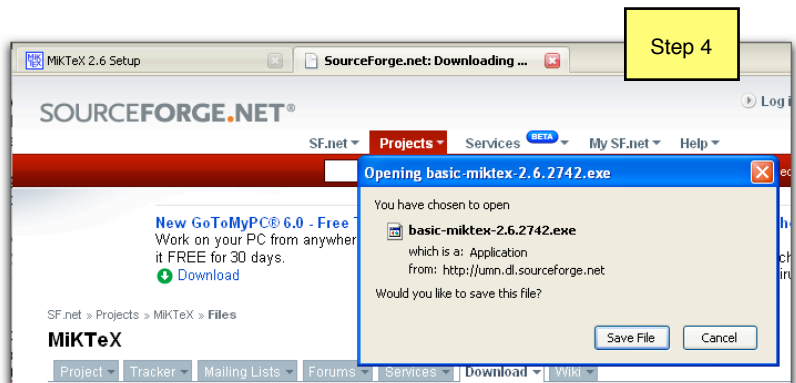 Step 4
MiKTeX 2.6 Setup
SourceForge.net: Downloading ...
SOURCEFORGE.NET®
Log i
SF.net Projects Services BETA My SF.net Help
Opening basic-miktex-2.6.2742.exe
You have chosen to open
basic-miktex-2.6.2742.exe
which is a: Application
from: http://umn.dl.sourceforge.net
Would you like to save this file?
Save File Cancel
New GoToMyPC® 6.0 - Free
Work on your PC from anywher
it FREE for 30 days.
Download
SF.net » Projects » MiKTeX » Files
MiKTeX
Project Tracker Mailing Lists Forums Services Download Wiki